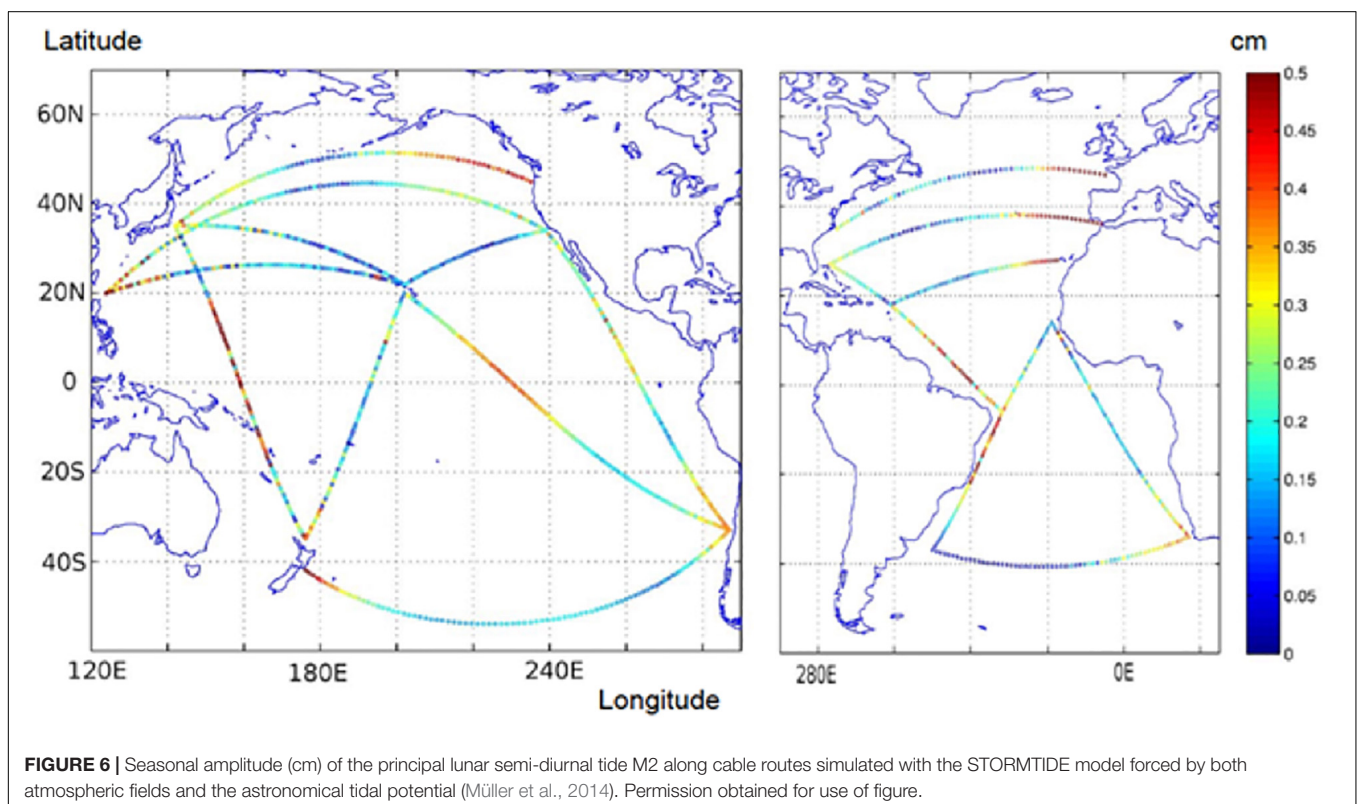 Latitude
cm
60N
40N
20N
0
20S
40S
120E
180E
240E
280E
0E
Longitude
0.5
0.45
0.4
0.35
0.3
0.25
0.2
0.15
0.1
0.05
0
FIGURE 6 | Seasonal amplitude (cm) of the principal lunar semi-diurnal tide M2 along cable routes simulated with the STORMTIDE model forced by both
atmospheric fields and the astronomical tidal potential (Müller et al., 2014). Permission obtained for use of figure.